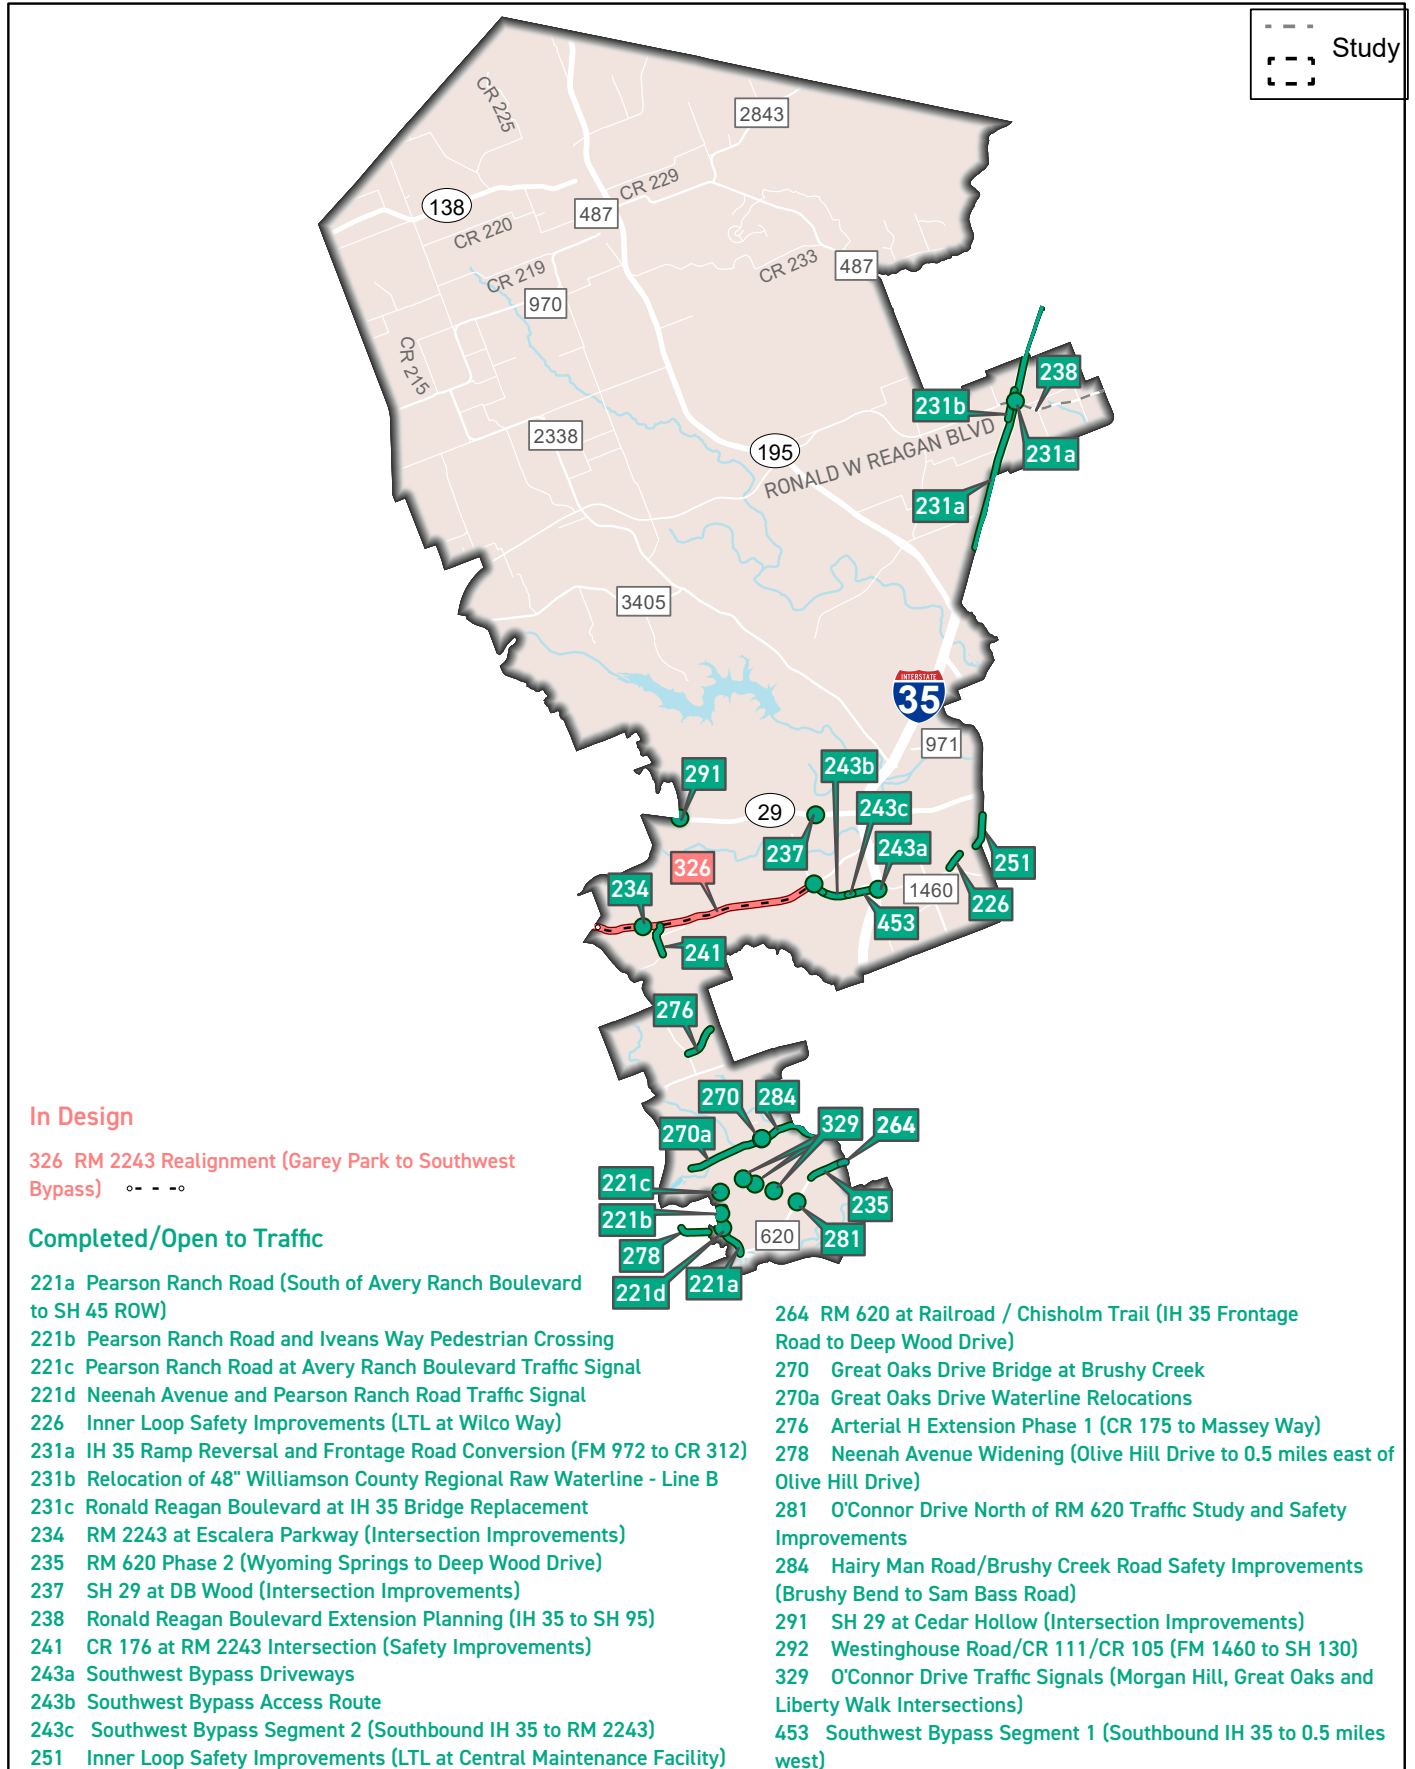 Study
CR 225
2843
CR 229
138
487
CR 220
CR 233
487
CR 219
970
CR 215
238
231b
2338
195
RONALD W REAGAN BLVD
231a
231a
3405
INTERSTATE
35
971
291
243b
29
243c
237
243a
251
326
234
1460
226
453
241
276
270
284
329
264
270a
221c
235
221b
620
281
278
221d
221a
In Design
326 RM 2243 Realignment (Garey Park to Southwest
Bypass)
Completed/Open to Traffic
221a Pearson Ranch Road (South of Avery Ranch Boulevard
to SH 45 ROW)
221b Pearson Ranch Road and Iveans Way Pedestrian Crossing
221c Pearson Ranch Road at Avery Ranch Boulevard Traffic Signal
221d Neenah Avenue and Pearson Ranch Road Traffic Signal
226 Inner Loop Safety Improvements (LTL at Wilco Way)
231a IH 35 Ramp Reversal and Frontage Road Conversion (FM 972 to CR 312)
231b Relocation of 48" Williamson County Regional Raw Waterline - Line B
231c Ronald Reagan Boulevard at IH 35 Bridge Replacement
234 RM 2243 at Escalera Parkway (Intersection Improvements)
235 RM 620 Phase 2 (Wyoming Springs to Deep Wood Drive)
237 SH 29 at DB Wood (Intersection Improvements)
238 Ronald Reagan Boulevard Extension Planning (IH 35 to SH 95)
241 CR 176 at RM 2243 Intersection (Safety Improvements)
243a Southwest Bypass Driveways
243b Southwest Bypass Access Route
243c Southwest Bypass Segment 2 (Southbound IH 35 to RM 2243)
251 Inner Loop Safety Improvements (LTL at Central Maintenance Facility)
264 RM 620 at Railroad / Chisholm Trail (IH 35 Frontage
Road to Deep Wood Drive)
270 Great Oaks Drive Bridge at Brushy Creek
270a Great Oaks Drive Waterline Relocations
276 Arterial H Extension Phase 1 (CR 175 to Massey Way)
278 Neenah Avenue Widening (Olive Hill Drive to 0.5 miles east of
Olive Hill Drive)
281 O'Connor Drive North of RM 620 Traffic Study and Safety
Improvements
284 Hairy Man Road/Brushy Creek Road Safety Improvements
(Brushy Bend to Sam Bass Road)
291 SH 29 at Cedar Hollow (Intersection Improvements)
292 Westinghouse Road/CR 111/CR 105 (FM 1460 to SH 130)
329 O'Connor Drive Traffic Signals (Morgan Hill, Great Oaks and
Liberty Walk Intersections)
453 Southwest Bypass Segment 1 (Southbound IH 35 to 0.5 miles
west)